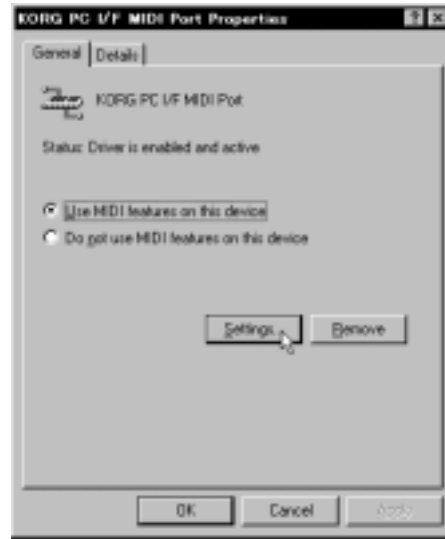 KORG PC I/F MIDI Port Properties
General Details
KORG PC I/F MIDI Port
Status: Driver is enabled and active
Use MIDI features on this device
Do not use MIDI features on this device
Settings... Remove
OK Cancel Apply